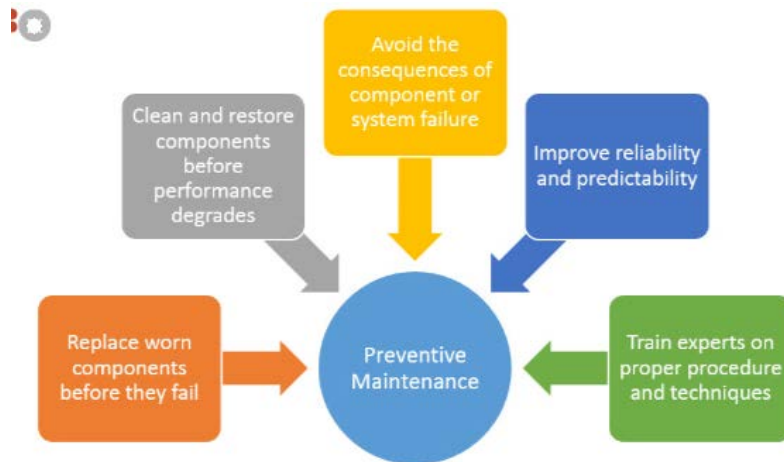 Avoid the
consequences of
component or
system failure
Clean and restore
components
before
performance
degrades
Improve reliability
and predictability
Replace worn
components
before they fail
Preventive
Maintenance
Train experts on
proper procedure
and techniques